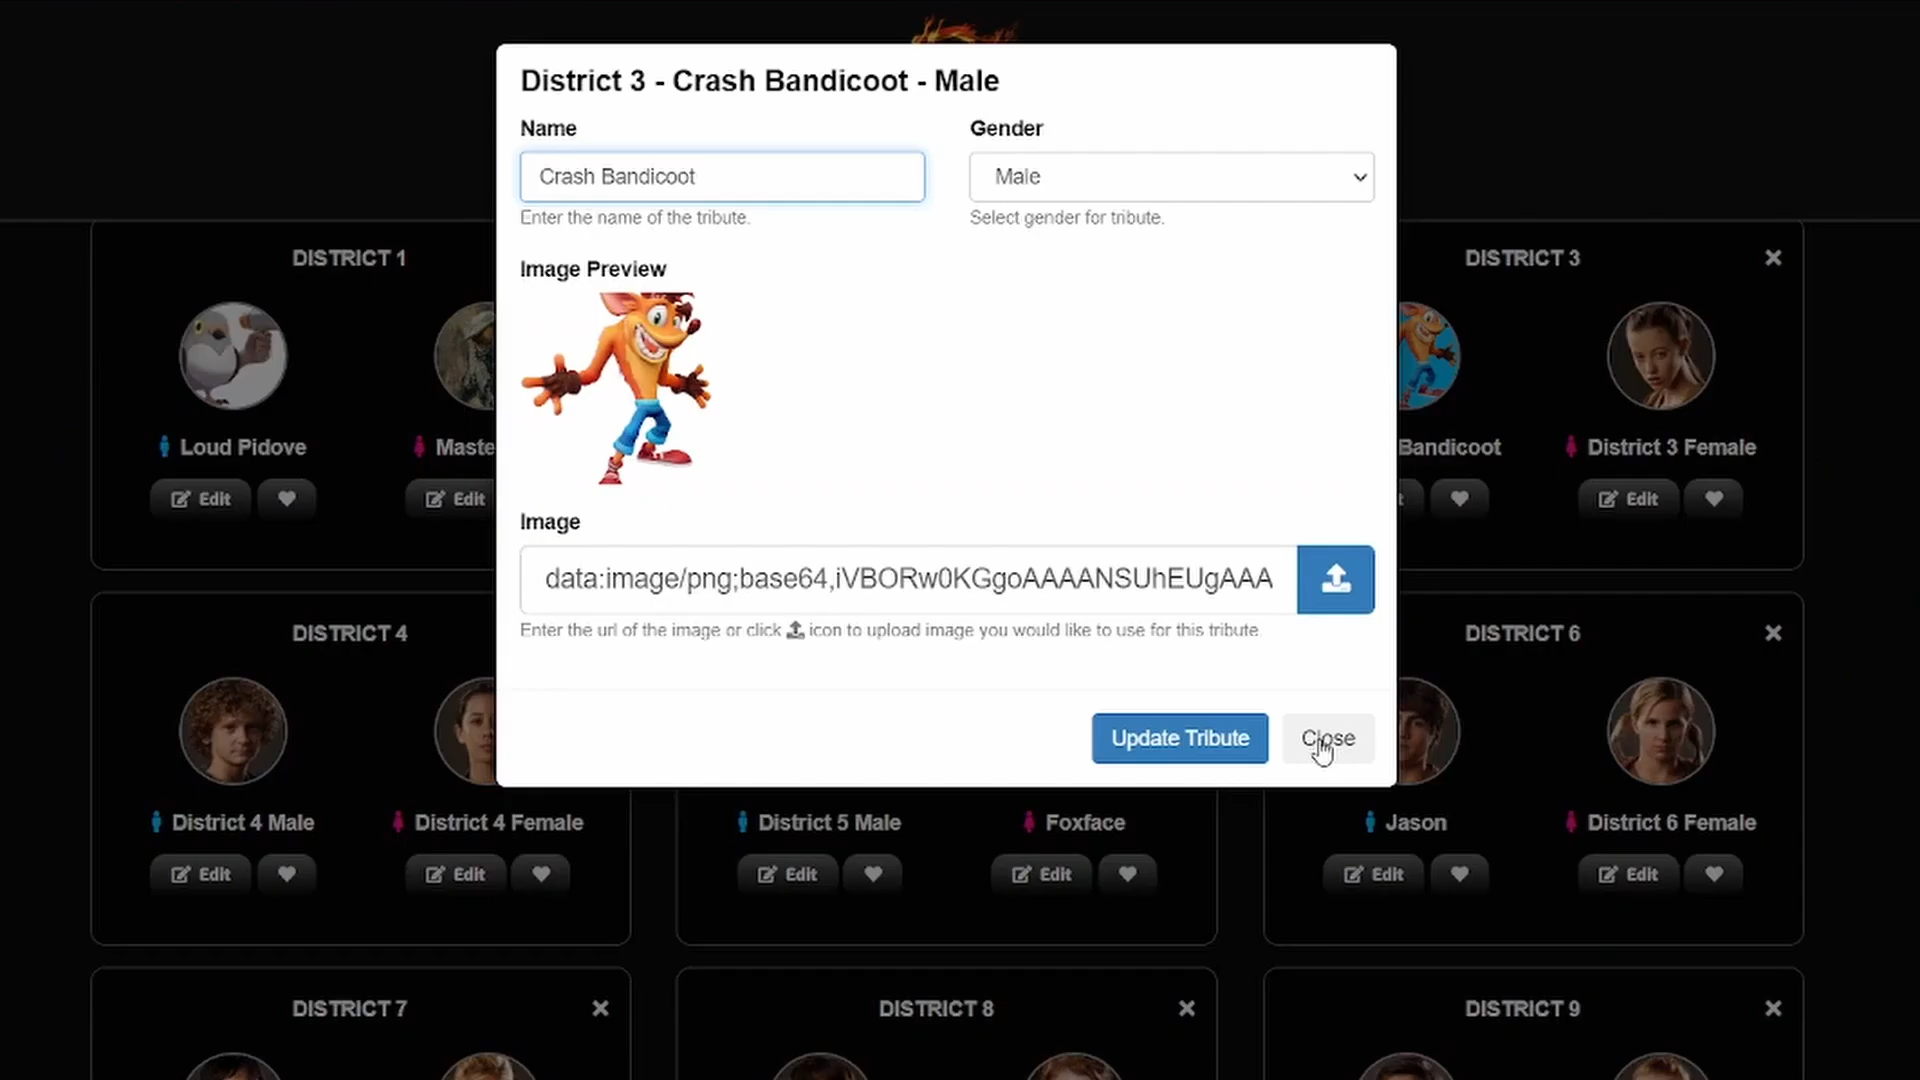 District 3 - Crash Bandicoot - Male
Name
Gender
Crash Bandicoot
Male
Enter the name of the tribute.
Select gender for tribute.
Image Preview
Image
data:image/png;base64,iVBORw0KGgoAAAANSUhEUgAAA
Enter the url of the image or click icon to upload image you would like to use for this tribute.
Update Tribute
Close
DISTRICT 1
DISTRICT 3
Loud Pidove
Maste
Bandicoot
District 3 Female
Edit
Edit
Edit
DISTRICT 4
DISTRICT 6
District 4 Male
District 4 Female
District 5 Male
Foxface
Jason
District 6 Female
Edit
Edit
Edit
Edit
Edit
Edit
DISTRICT 7
DISTRICT 8
DISTRICT 9